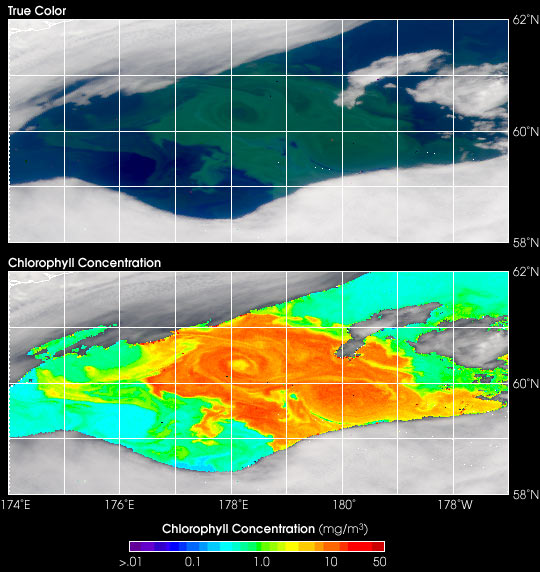 True Color
62˚N
60˚N
58˚N
Chlorophyll Concentration
62˚N
60˚N
58˚N
174˚E 176˚E 178˚E 180˚ 178˚W
Chlorophyll Concentration (mg/m³)
>.01 0.1 1.0 10 50